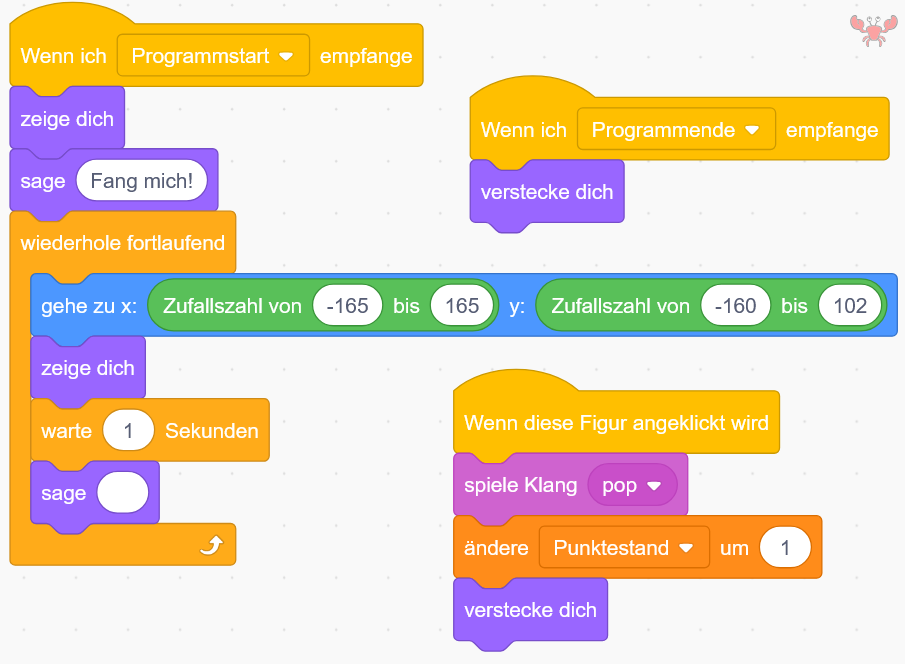 Wenn ich Programmstart empfange
zeige dich
sage Fang mich!
wiederhole fortlaufend
gehe zu x: Zufallszahl von -165 bis 165 y: Zufallszahl von -160 bis 102
zeige dich
warte 1 Sekunden
sage
Wenn ich Programmende empfange
verstecke dich
Wenn diese Figur angeklickt wird
spiele Klang pop
ändere Punktestand um 1
verstecke dich